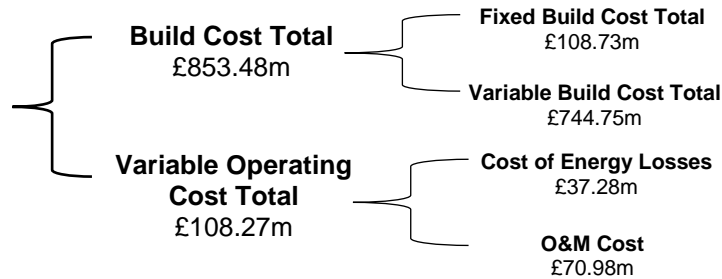 Build Cost Total
£853.48m
Fixed Build Cost Total
£108.73m
Variable Build Cost Total
£744.75m
Variable Operating
Cost Total
£108.27m
Cost of Energy Losses
£37.28m
O&M Cost
£70.98m